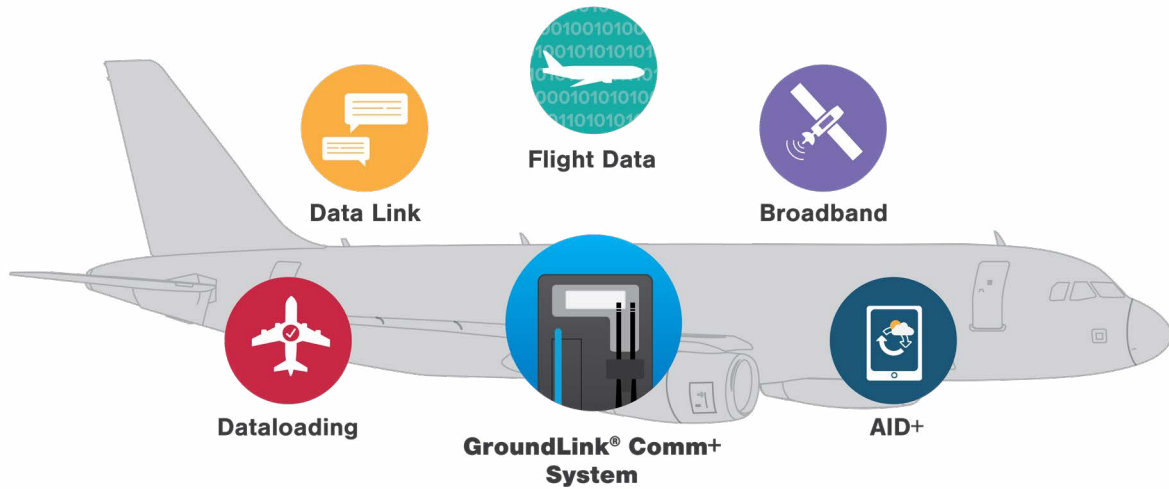 Flight Data
Data Link
Broadband
Dataloading
GroundLink® Comm+
System
AID+